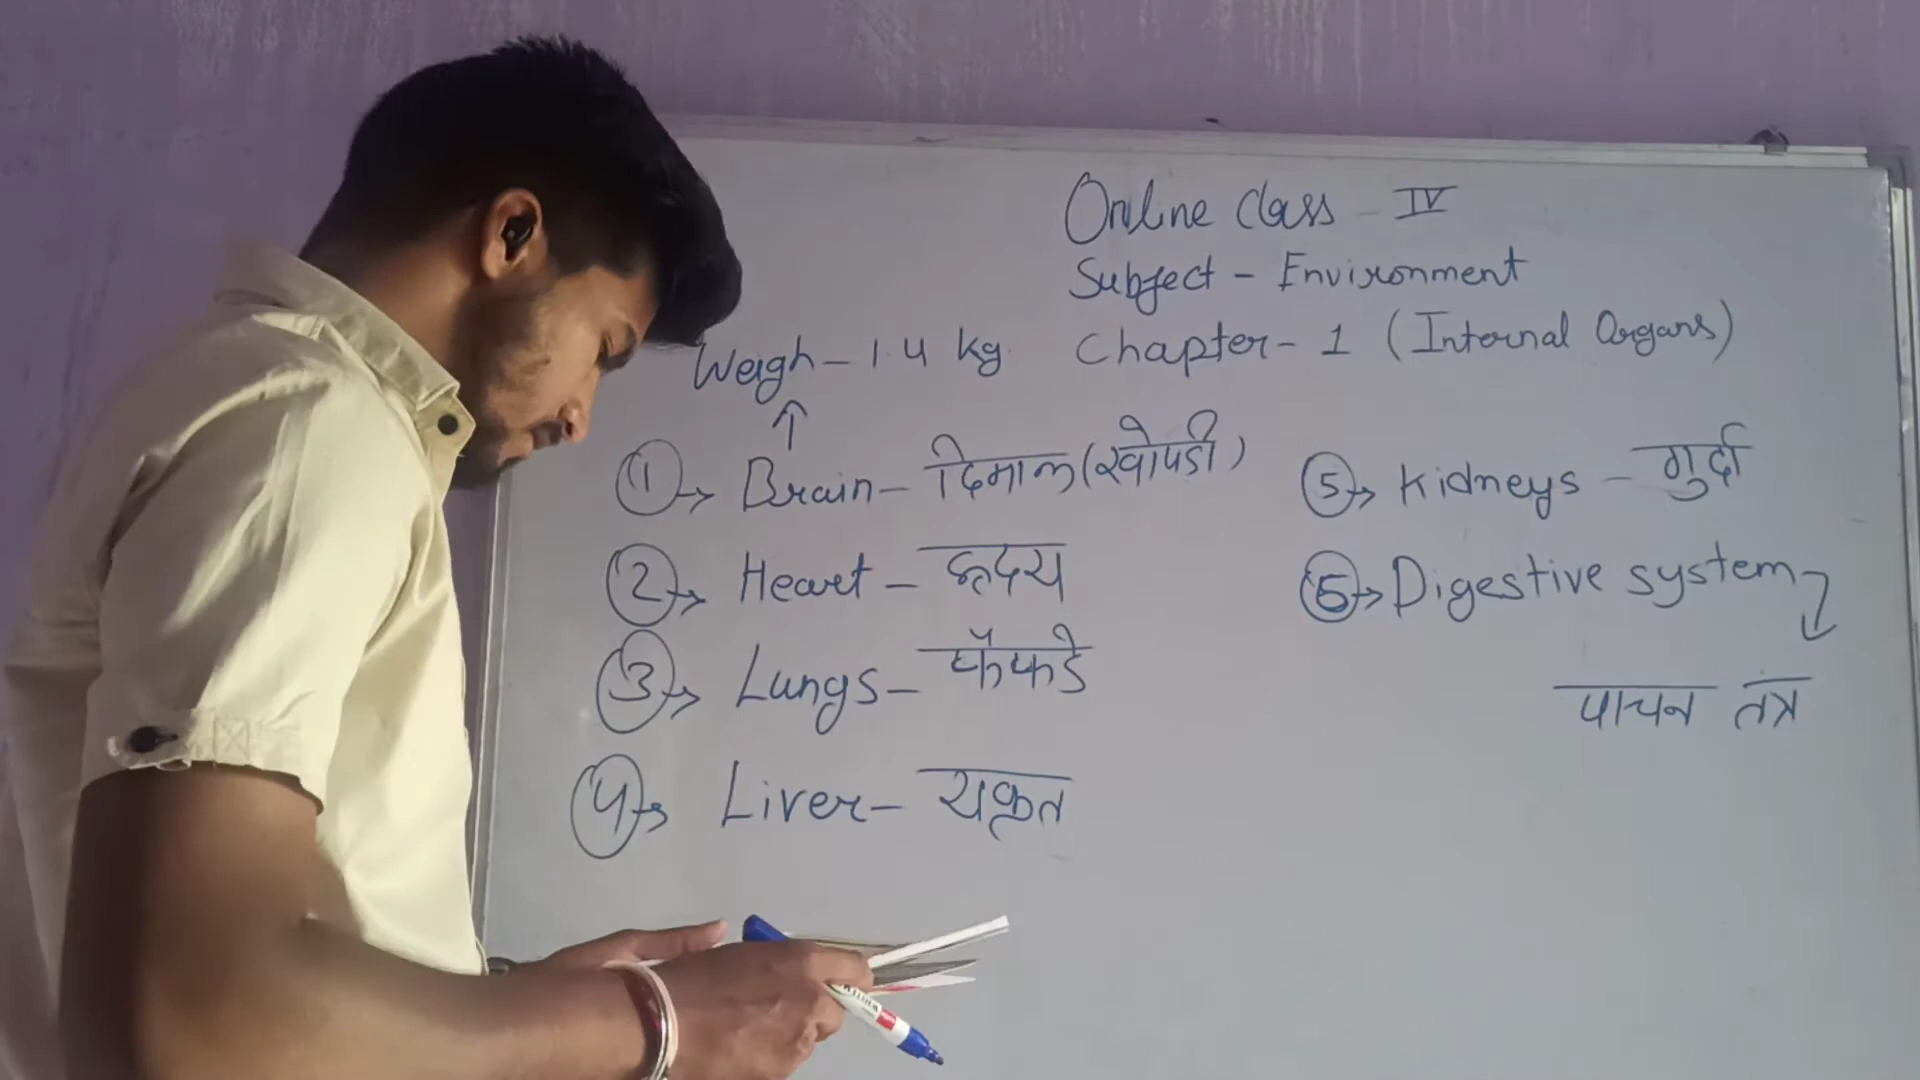 Online Class - IV
Subject - Environment
Chapter - 1 (Internal Organs)
Weigh - 1.4 kg
↑
① → Brain - दिमाग (खोपडी)
② → Heart - हृदय
③ → Lungs - फेंफडे
④ → Liver - यकृत
⑤ → Kidneys - गुर्दा
⑥ → Digestive system
पाचन तंत्र